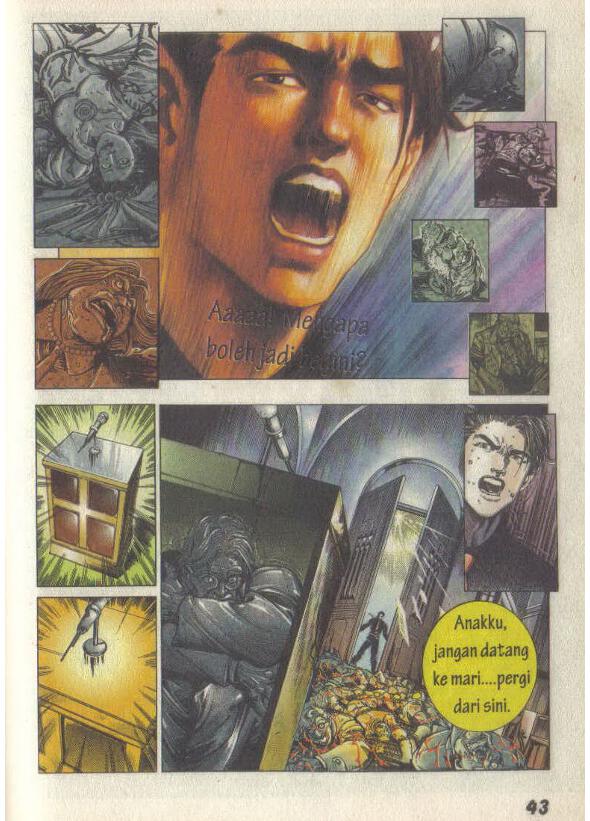 Aaaaa! Mengapa
boleh jadi begini?
Anakku,
jangan datang
ke mari....pergi
dari sini.
43